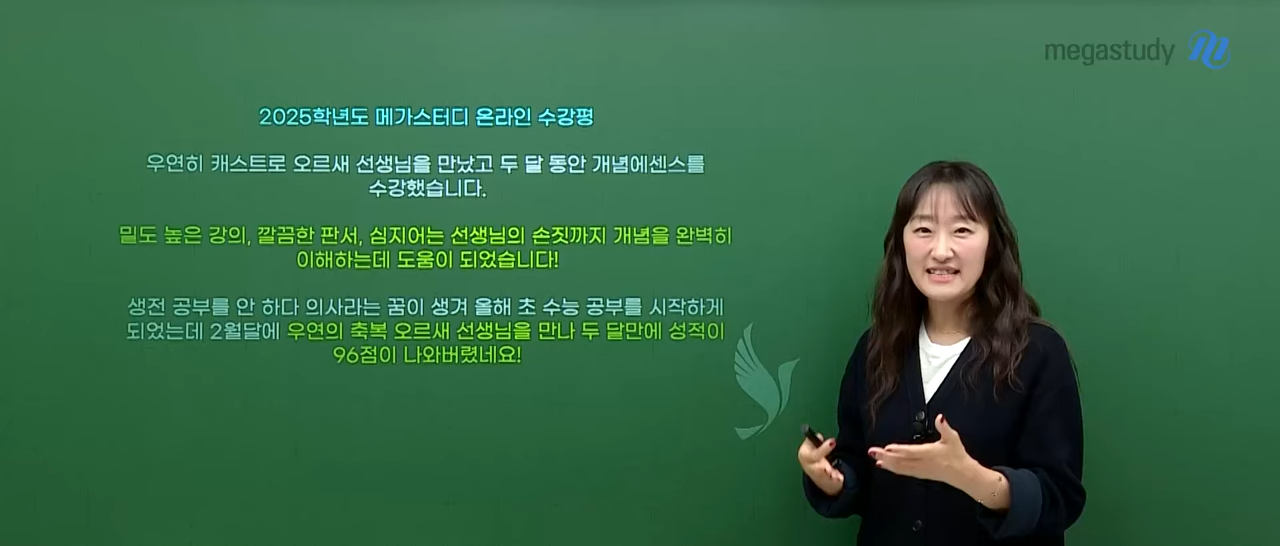 megastudy
2025학년도 메가스터디 온라인 수강평
우연히 캐스트로 오르새 선생님을 만났고 두 달 동안 개념에센스를
수강했습니다.
밀도 높은 강의, 깔끔한 판서, 심지어는 선생님의 손짓까지 개념을 완벽히
이해하는데 도움이 되었습니다!
생전 공부를 안 하다 의사라는 꿈이 생겨 올해 초 수능 공부를 시작하게
되었는데 2월달에 우연의 축복 오르새 선생님을 만나 두 달만에 성적이
96점이 나와버렸네요!